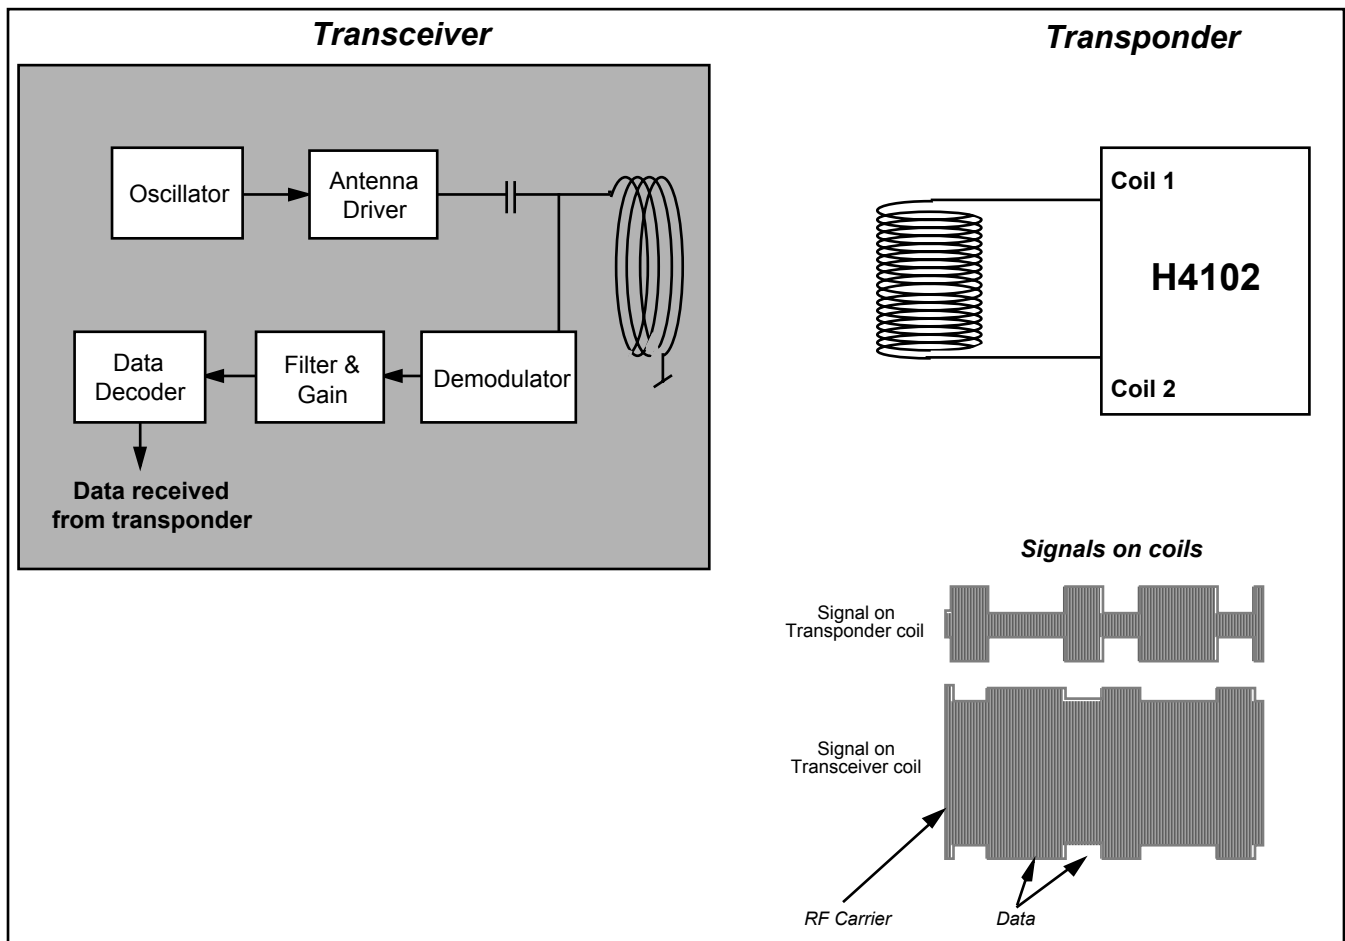 Transceiver
Transponder
Oscillator
Antenna
Driver
Coil 1
H4102
Coil 2
Data
Decoder
Filter &
Gain
Demodulator
Data received
from transponder
Signals on coils
Signal on
Transponder coil
Signal on
Transceiver coil
RF Carrier
Data